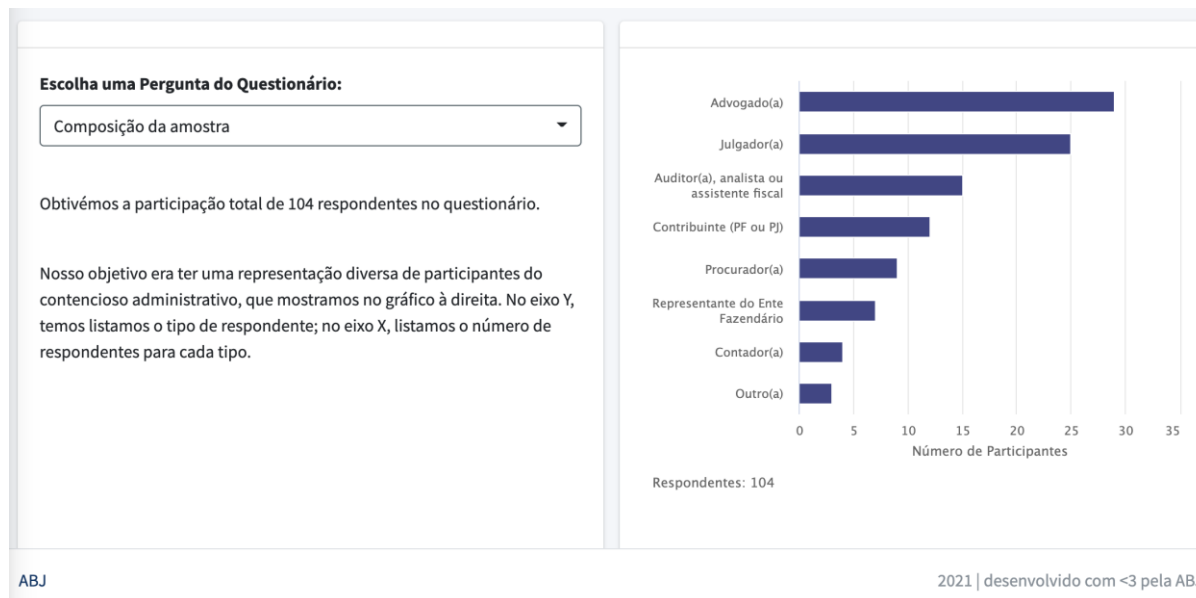 Escolha uma Pergunta do Questionário:
Composição da amostra
Obtivémos a participação total de 104 respondentes no questionário.
Nosso objetivo era ter uma representação diversa de participantes do
contencioso administrativo, que mostramos no gráfico à direita. No eixo Y,
temos listamos o tipo de respondente; no eixo X, listamos o número de
respondentes para cada tipo.
Advogado(a)
Julgador(a)
Auditor(a), analista ou
assistente fiscal
Contribuinte (PF ou PJ)
Procurador(a)
Representante do Ente
Fazendário
Contador(a)
Outro(a)
0 5 10 15 20 25 30 35
Número de Participantes
Respondentes: 104
ABJ
2021 | desenvolvido com <3 pela AB